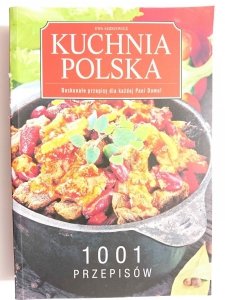 KUCHNIA
POLSKA
Doskonałe przepisy dla każdej Pani Domu!
1001
PRZEPISÓW